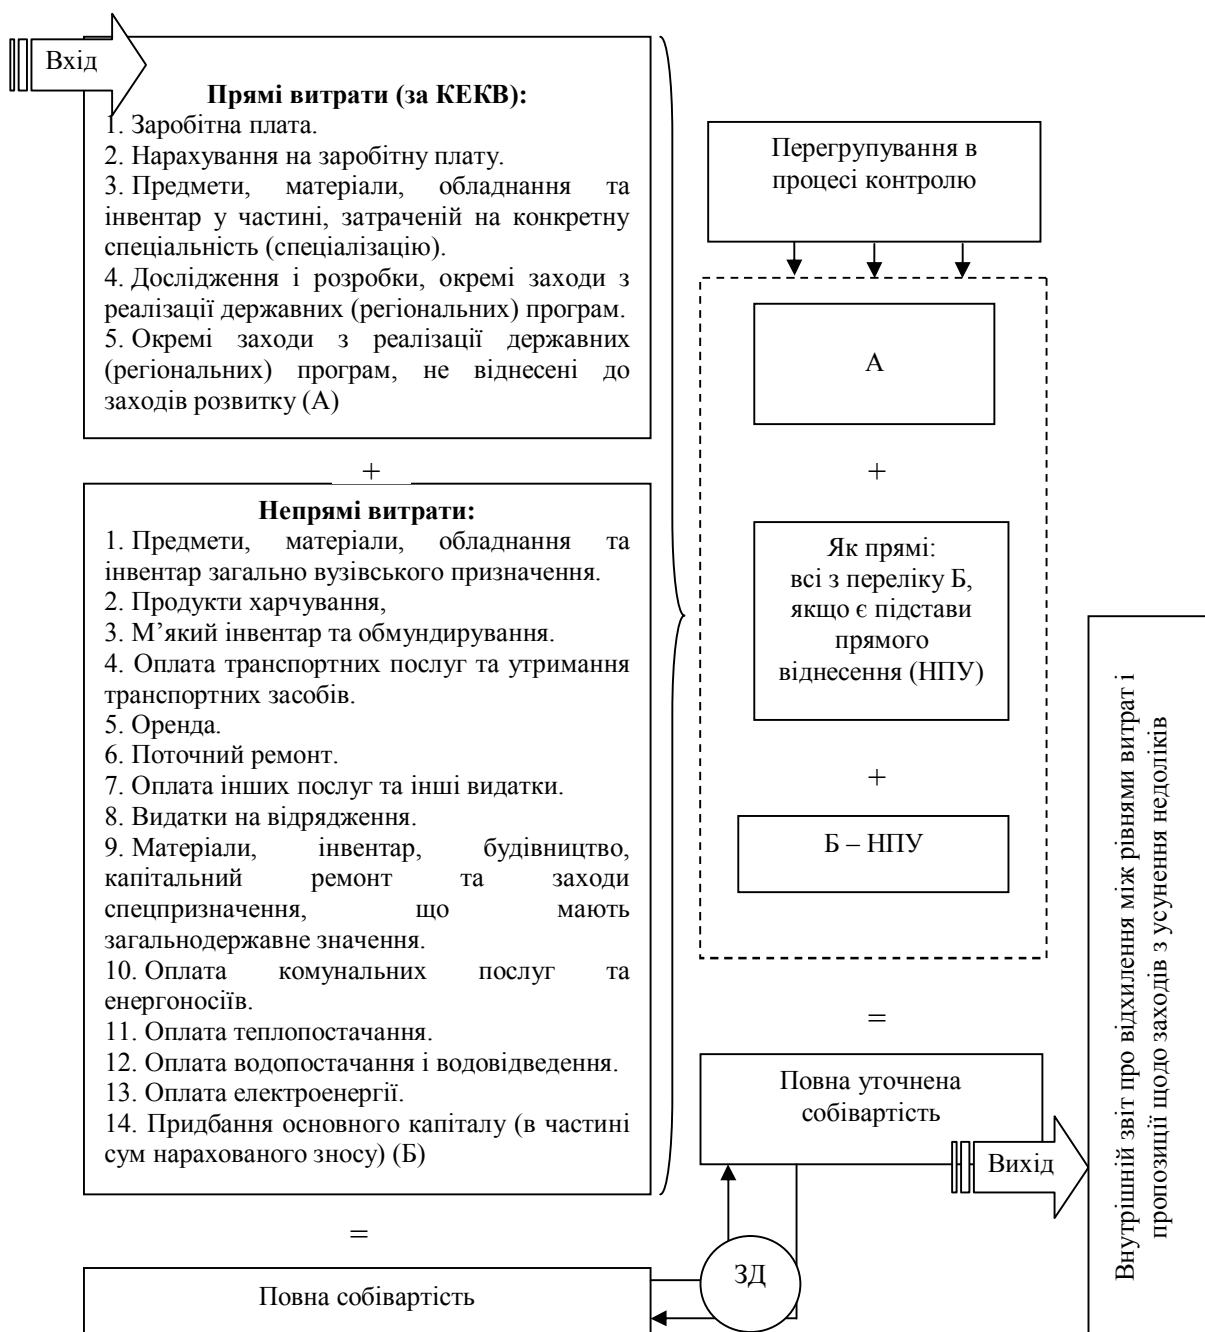 Вхід
Прямі витрати (за КЕКВ):
1. Заробітна плата.
2. Нарахування на заробітну плату.
3. Предмети, матеріали, обладнання та
інвентар у частині, затраченій на конкретну
спеціальність (спеціалізацію).
4. Дослідження і розробки, окремі заходи з
реалізації державних (регіональних) програм.
5. Окремі заходи з реалізації державних
(регіональних) програм, не віднесені до
заходів розвитку (А)
+
Непрямі витрати:
1. Предмети, матеріали, обладнання та
інвентар загально вузівського призначення.
2. Продукти харчування,
3. М’який інвентар та обмундирування.
4. Оплата транспортних послуг та утримання
транспортних засобів.
5. Оренда.
6. Поточний ремонт.
7. Оплата інших послуг та інші видатки.
8. Видатки на відрядження.
9. Матеріали, інвентар, будівництво,
капітальний ремонт та заходи
спецпризначення, що мають
загальнодержавне значення.
10. Оплата комунальних послуг та
енергоносіїв.
11. Оплата теплопостачання.
12. Оплата водопостачання і водовідведення.
13. Оплата електроенергії.
14. Придбання основного капіталу (в частині
сум нарахованого зносу) (Б)
=
Повна собівартість
Перегрупування в
процесі контролю
А
+
Як прямі:
всі з переліку Б,
якщо є підстави
прямого
віднесення (НПУ)
+
Б – НПУ
=
Повна уточнена
собівартість
ЗД
Вихід
Внутрішній звіт про відхилення між рівнями витрат і
пропозиції щодо заходів з усунення недоліків